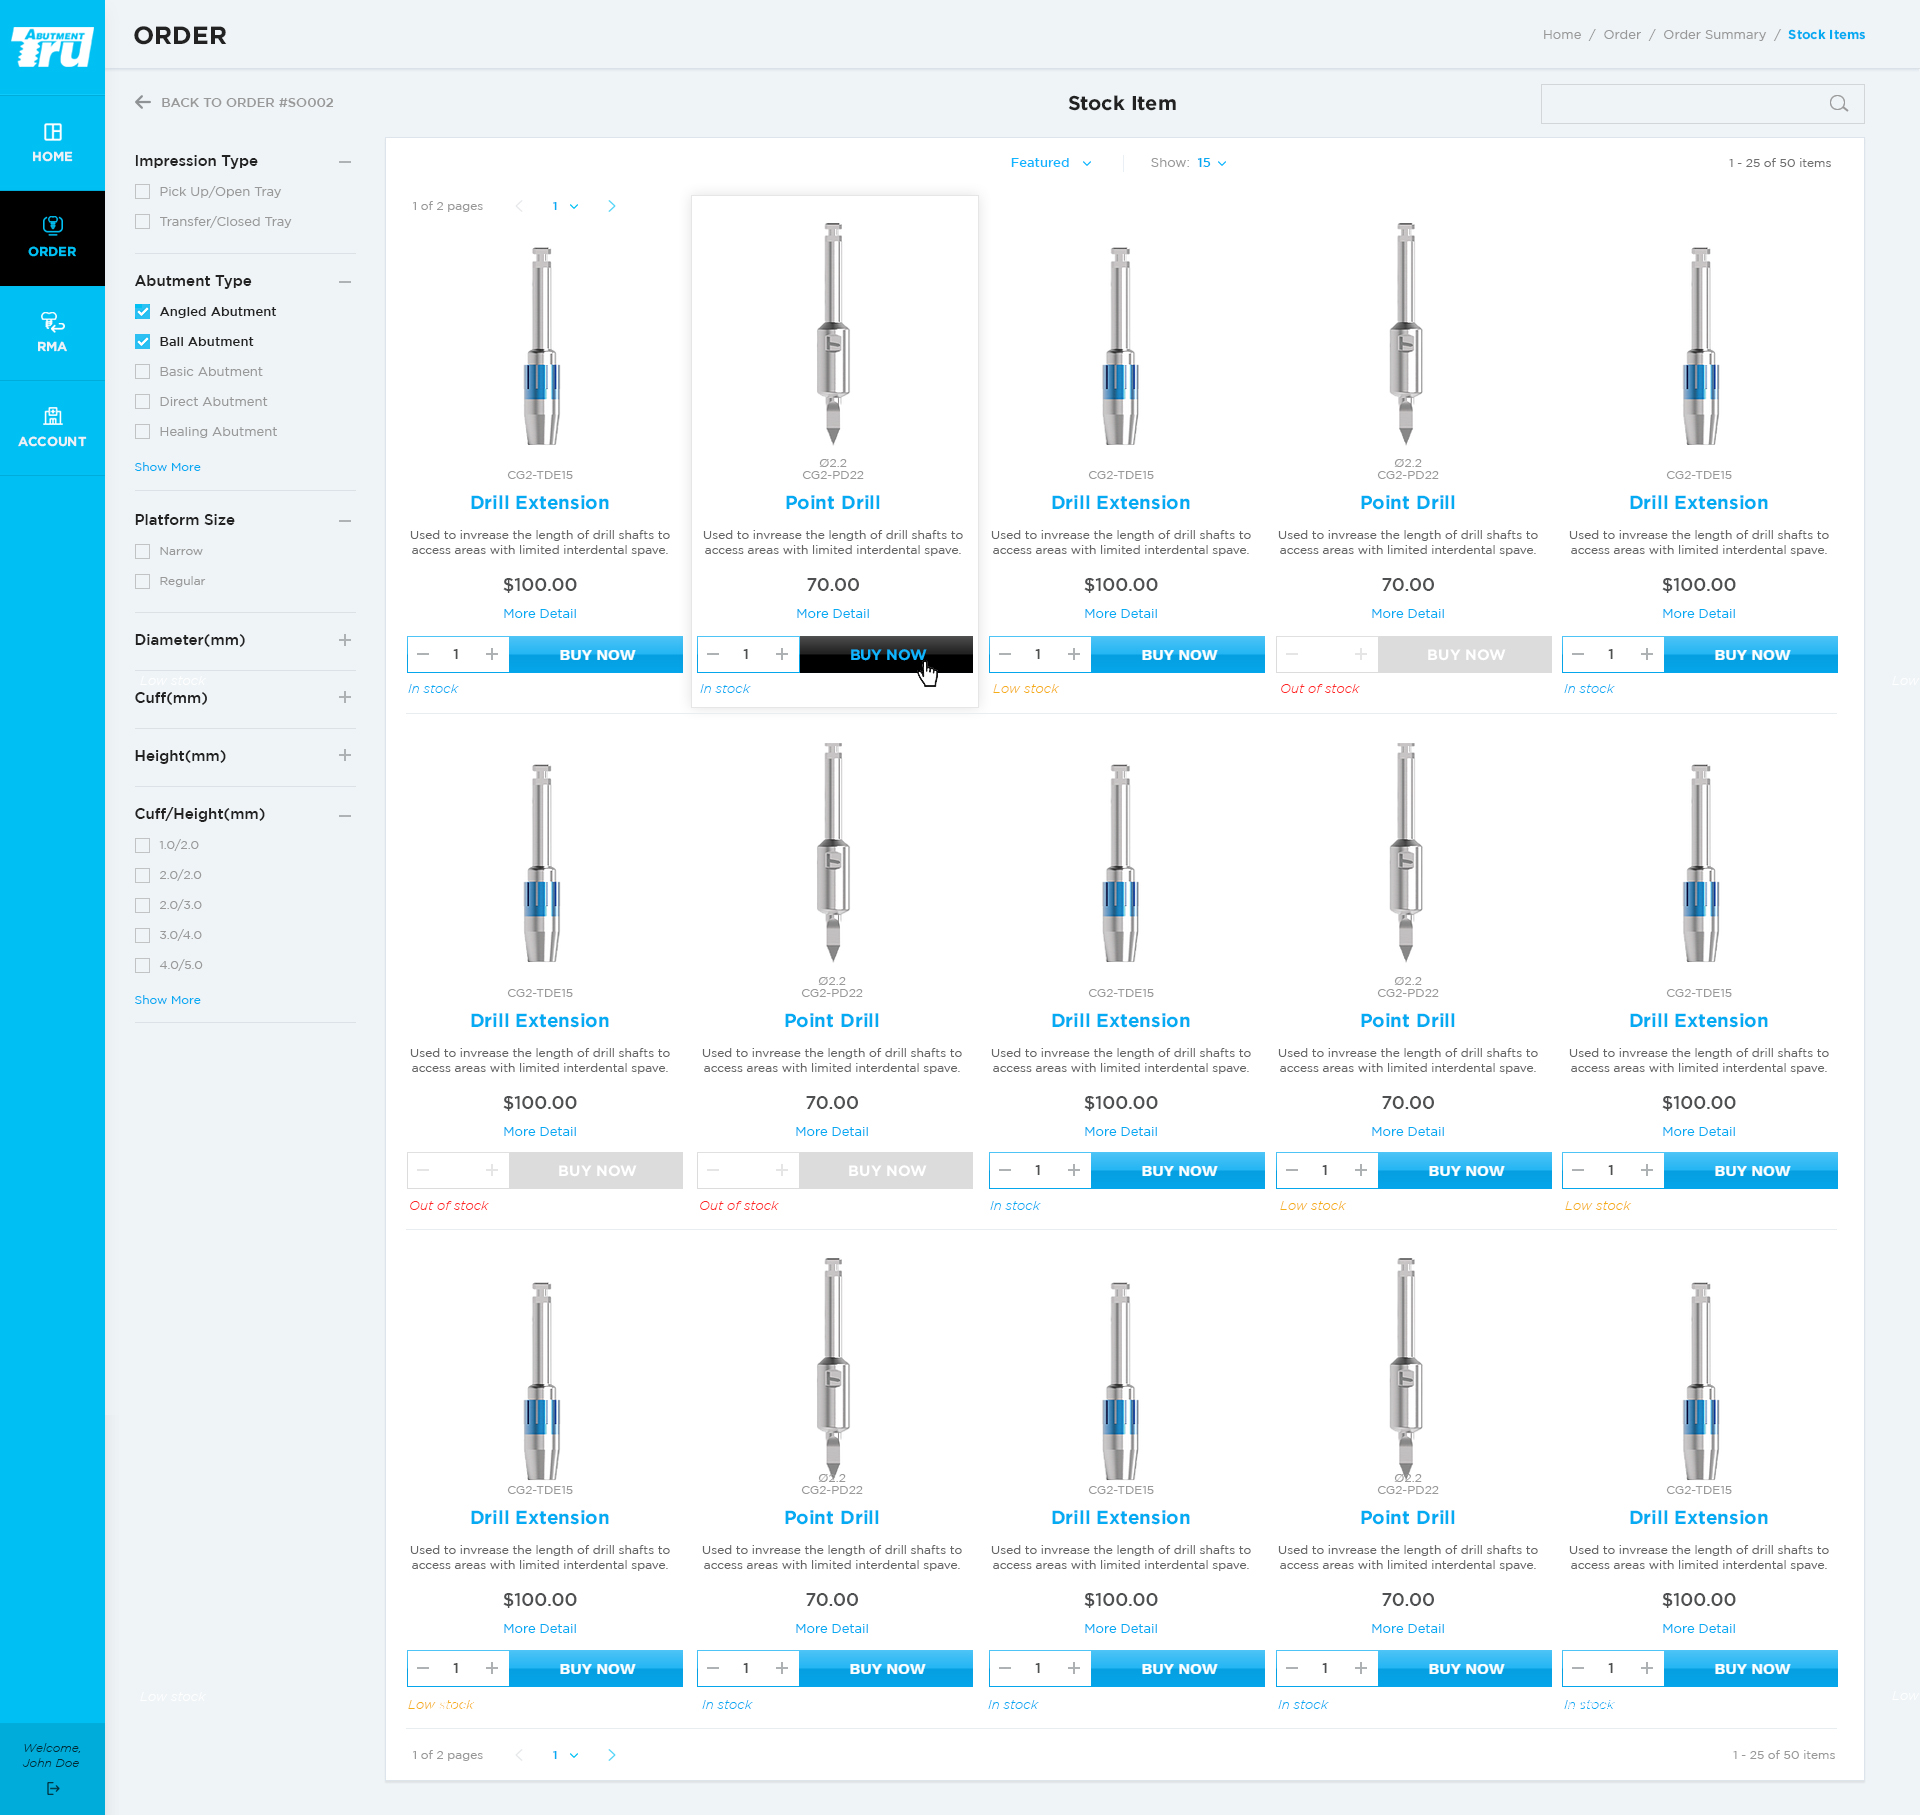 ABUTMENT
Tru
HOME
ORDER
RMA
ACCOUNT
Welcome,
John Doe
ORDER
Home / Order / Order Summary / Stock Items
BACK TO ORDER #SO002
Stock Item
Impression Type
Pick Up/Open Tray
Transfer/Closed Tray
Abutment Type
Angled Abutment
Ball Abutment
Basic Abutment
Direct Abutment
Healing Abutment
Show More
Platform Size
Narrow
Regular
Diameter(mm)
Low stock
Cuff(mm)
Height(mm)
Cuff/Height(mm)
1.0/2.0
2.0/2.0
2.0/3.0
3.0/4.0
4.0/5.0
Show More
Low stock
Featured Show: 15 1 - 25 of 50 items
1 of 2 pages 1
CG2-TDE15
Drill Extension
Used to invrease the length of drill shafts to
access areas with limited interdental spave.
$100.00
More Detail
1 BUY NOW
In stock
Ø2.2
CG2-PD22
Point Drill
Used to invrease the length of drill shafts to
access areas with limited interdental spave.
70.00
More Detail
1 BUY NOW
In stock
CG2-TDE15
Drill Extension
Used to invrease the length of drill shafts to
access areas with limited interdental spave.
$100.00
More Detail
1 BUY NOW
Low stock
Ø2.2
CG2-PD22
Point Drill
Used to invrease the length of drill shafts to
access areas with limited interdental spave.
70.00
More Detail
BUY NOW
Out of stock
CG2-TDE15
Drill Extension
Used to invrease the length of drill shafts to
access areas with limited interdental spave.
$100.00
More Detail
1 BUY NOW
In stock
Low
CG2-TDE15
Drill Extension
Used to invrease the length of drill shafts to
access areas with limited interdental spave.
$100.00
More Detail
BUY NOW
Out of stock
Ø2.2
CG2-PD22
Point Drill
Used to invrease the length of drill shafts to
access areas with limited interdental spave.
70.00
More Detail
BUY NOW
Out of stock
CG2-TDE15
Drill Extension
Used to invrease the length of drill shafts to
access areas with limited interdental spave.
$100.00
More Detail
1 BUY NOW
In stock
Ø2.2
CG2-PD22
Point Drill
Used to invrease the length of drill shafts to
access areas with limited interdental spave.
70.00
More Detail
1 BUY NOW
Low stock
CG2-TDE15
Drill Extension
Used to invrease the length of drill shafts to
access areas with limited interdental spave.
$100.00
More Detail
1 BUY NOW
Low stock
CG2-TDE15
Drill Extension
Used to invrease the length of drill shafts to
access areas with limited interdental spave.
$100.00
More Detail
1 BUY NOW
Low stock
Ø2.2
CG2-PD22
Point Drill
Used to invrease the length of drill shafts to
access areas with limited interdental spave.
70.00
More Detail
1 BUY NOW
In stock
CG2-TDE15
Drill Extension
Used to invrease the length of drill shafts to
access areas with limited interdental spave.
$100.00
More Detail
1 BUY NOW
In stock
Ø2.2
CG2-PD22
Point Drill
Used to invrease the length of drill shafts to
access areas with limited interdental spave.
70.00
More Detail
1 BUY NOW
In stock
CG2-TDE15
Drill Extension
Used to invrease the length of drill shafts to
access areas with limited interdental spave.
$100.00
More Detail
1 BUY NOW
In stock
Low
1 of 2 pages 1
1 - 25 of 50 items